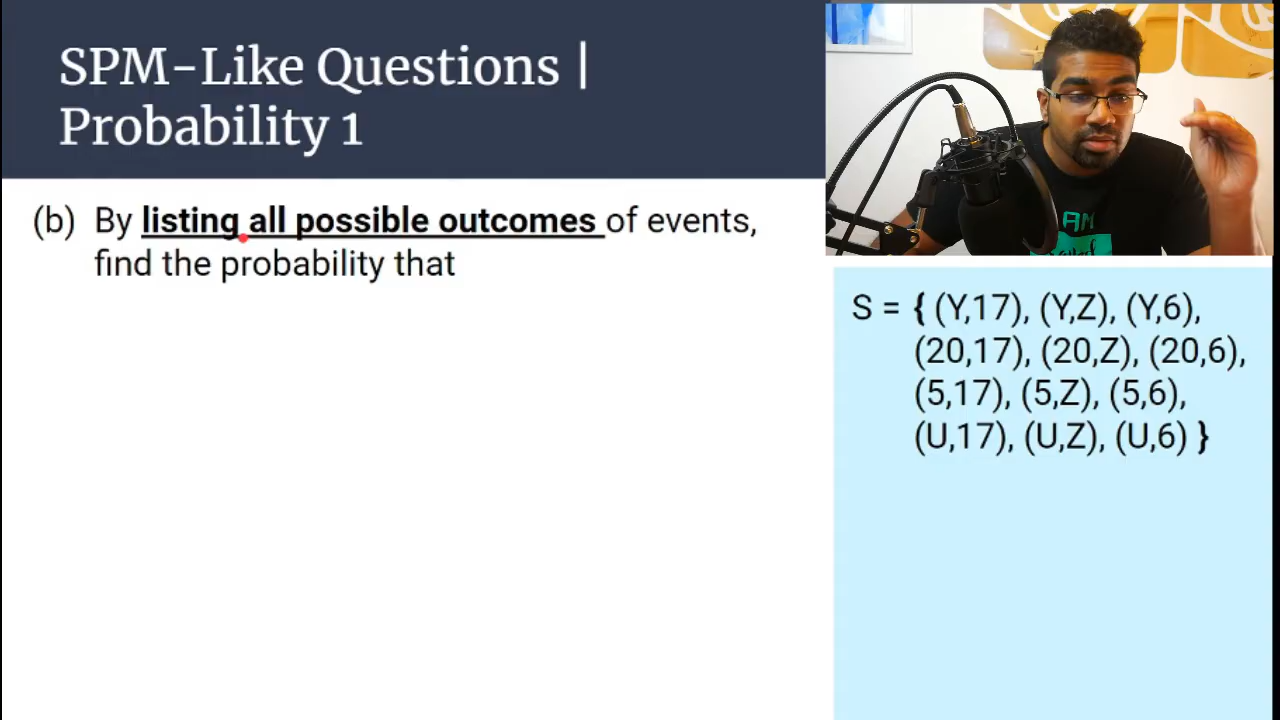 SPM-Like Questions |
Probability 1
(b) By listing all possible outcomes of events,
find the probability that
S = { (Y,17), (Y,Z), (Y,6),
(20,17), (20,Z), (20,6),
(5,17), (5,Z), (5,6),
(U,17), (U,Z), (U,6) }
I AM